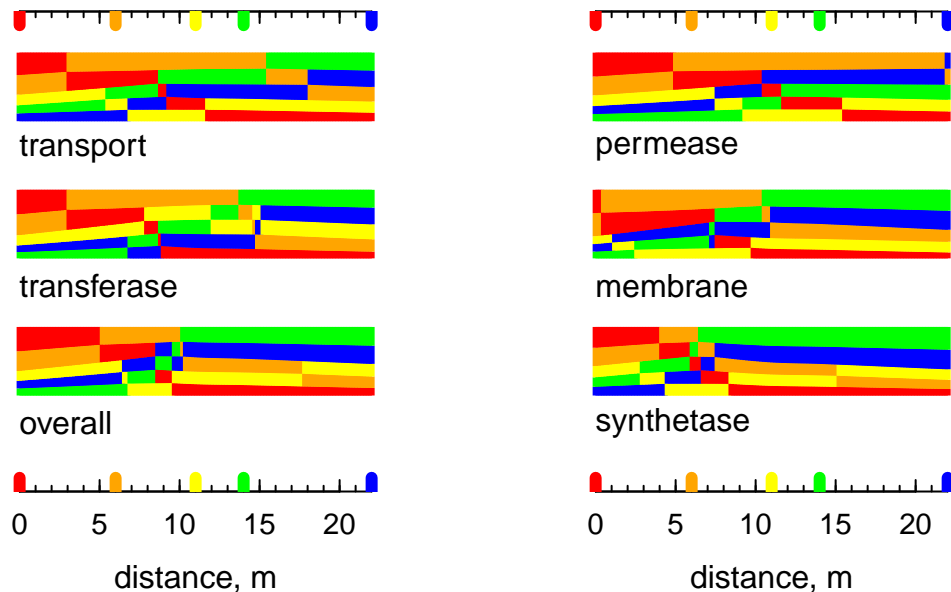 transport
permease
transferase
membrane
overall
synthetase
0 5 10 15 20
0 5 10 15 20
distance, m
distance, m